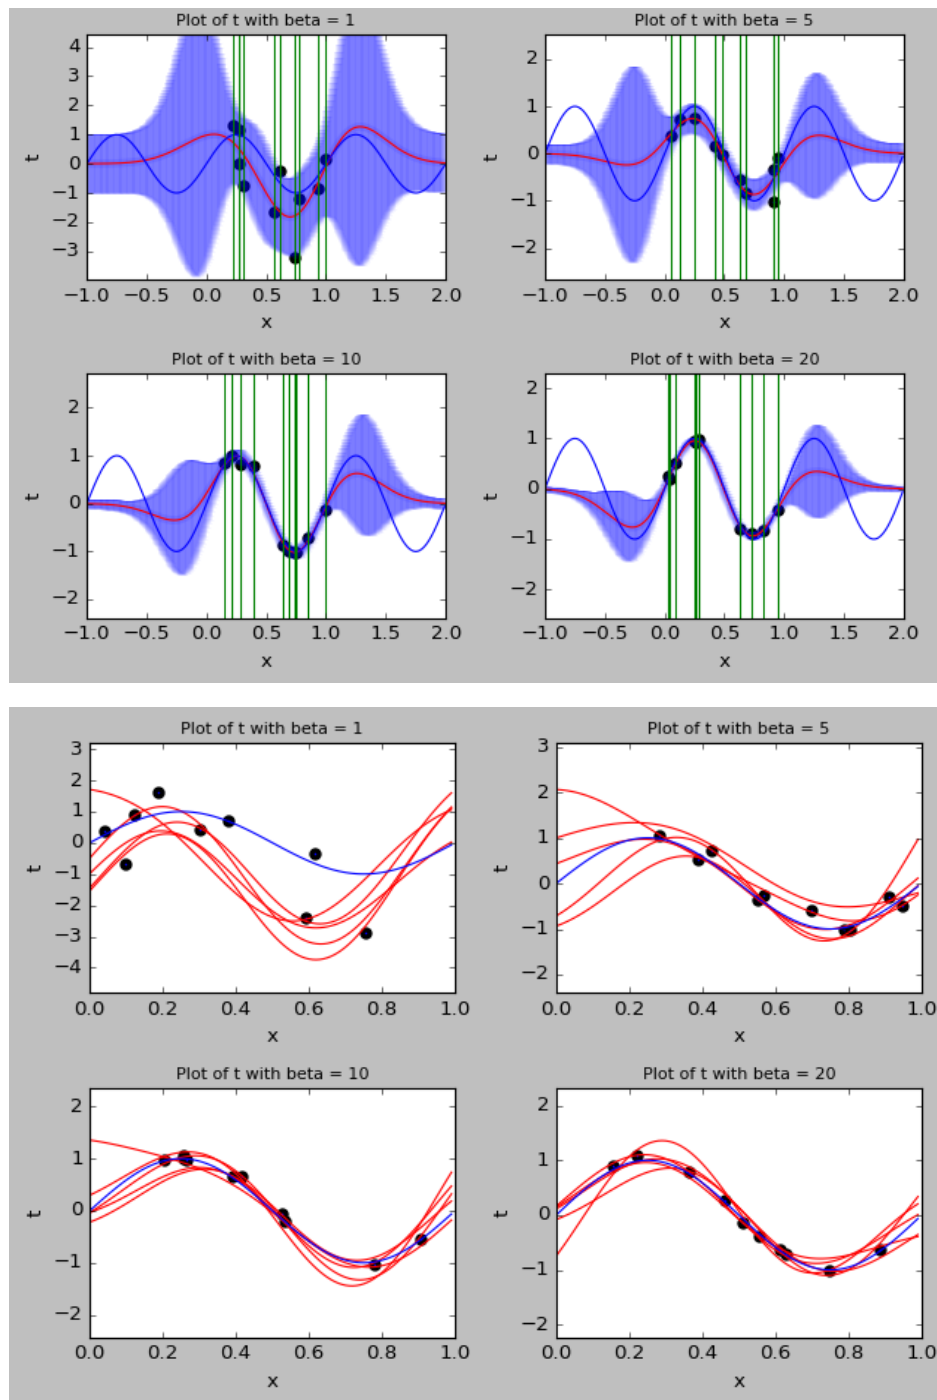 Plot of t with beta = 1
Plot of t with beta = 5
4
3
2
1
0
−1
−2
−3
t
−1.0 −0.5 0.0 0.5 1.0 1.5 2.0
x
2
1
0
−1
−2
t
−1.0 −0.5 0.0 0.5 1.0 1.5 2.0
x
Plot of t with beta = 10
Plot of t with beta = 20
2
1
0
−1
−2
t
−1.0 −0.5 0.0 0.5 1.0 1.5 2.0
x
2
1
0
−1
−2
t
−1.0 −0.5 0.0 0.5 1.0 1.5 2.0
x
Plot of t with beta = 1
Plot of t with beta = 5
3
2
1
0
−1
−2
−3
−4
t
0.0 0.2 0.4 0.6 0.8 1.0
x
3
2
1
0
−1
−2
t
0.0 0.2 0.4 0.6 0.8 1.0
x
Plot of t with beta = 10
Plot of t with beta = 20
2
1
0
−1
−2
t
0.0 0.2 0.4 0.6 0.8 1.0
x
2
1
0
−1
−2
t
0.0 0.2 0.4 0.6 0.8 1.0
x